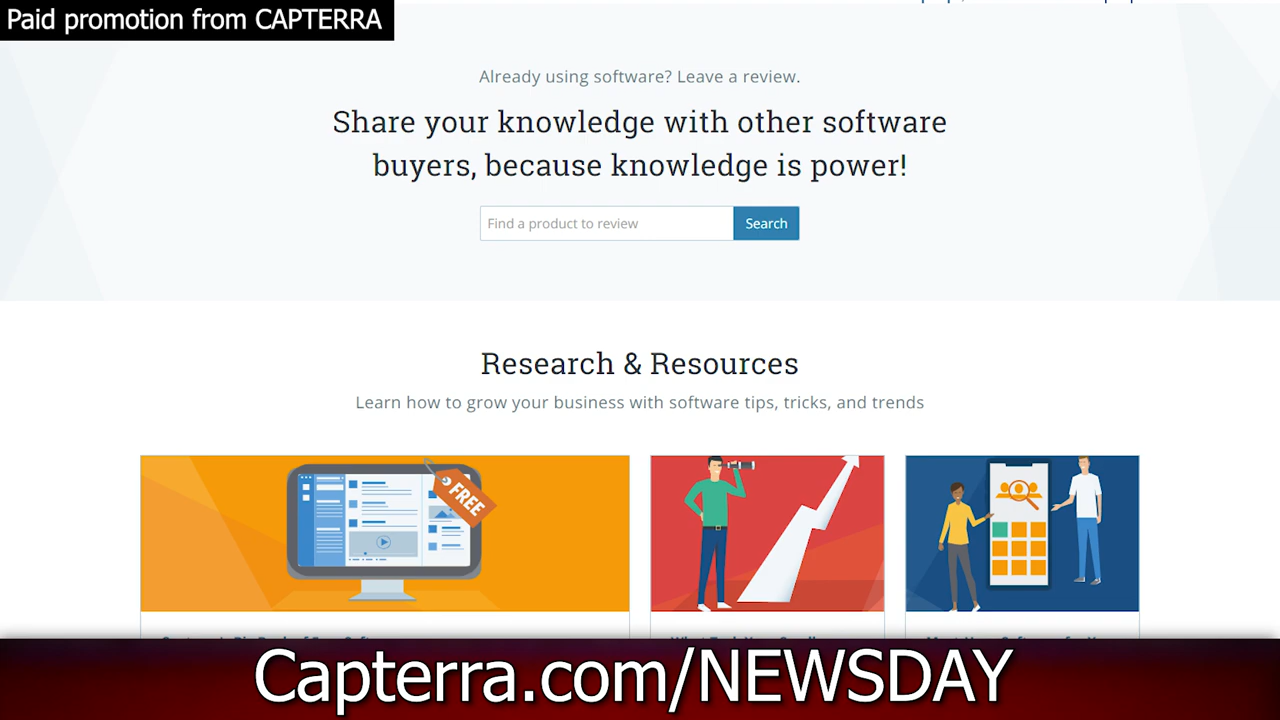 Paid promotion from CAPTERRA
Already using software? Leave a review.
Share your knowledge with other software
buyers, because knowledge is power!
Find a product to review
Search
Research & Resources
Learn how to grow your business with software tips, tricks, and trends
FREE
Capterra.com/NEWSDAY